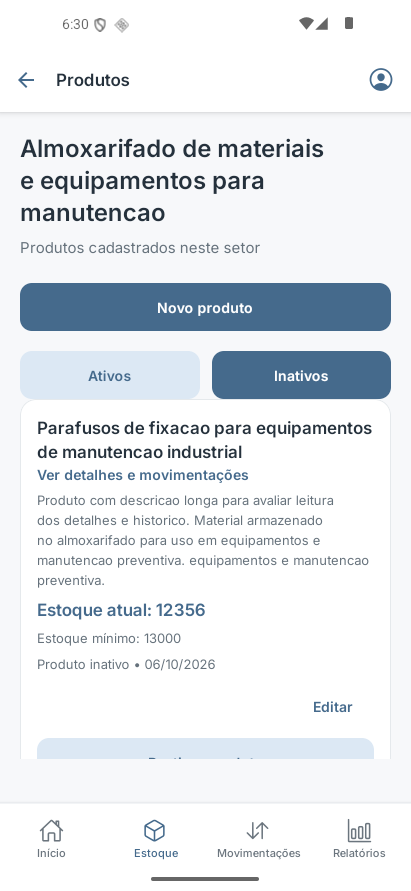 6:30
Produtos
Almoxarifado de materiais
e equipamentos para
manutencao
Produtos cadastrados neste setor
Novo produto
Ativos
Inativos
Parafusos de fixacao para equipamentos
de manutencao industrial
Ver detalhes e movimentações
Produto com descricao longa para avaliar leitura
dos detalhes e historico. Material armazenado
no almoxarifado para uso em equipamentos e
manutencao preventiva. equipamentos e manutencao
preventiva.
Estoque atual: 12356
Estoque mínimo: 13000
Produto inativo • 06/10/2026
Editar
Início
Estoque
Movimentações
Relatórios